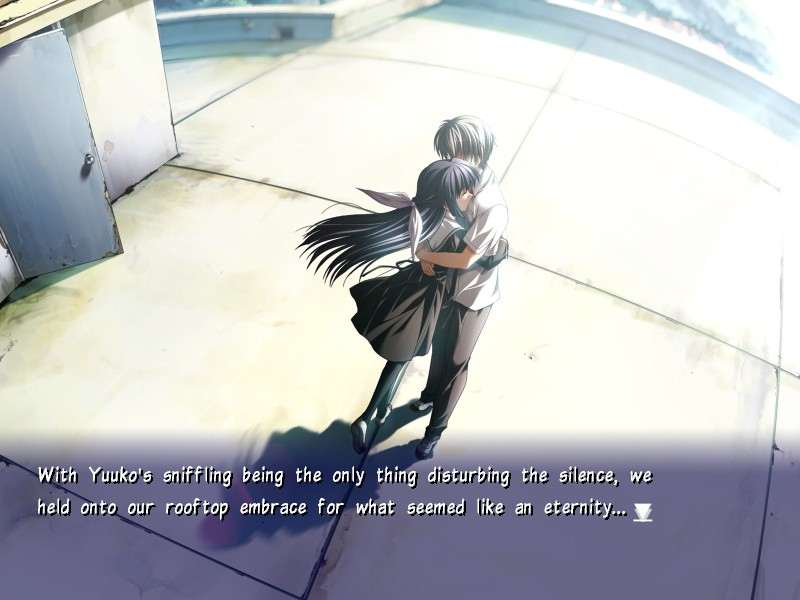 With Yuuko's sniffling being the only thing disturbing the silence, we
held onto our rooftop embrace for what seemed like an eternity...